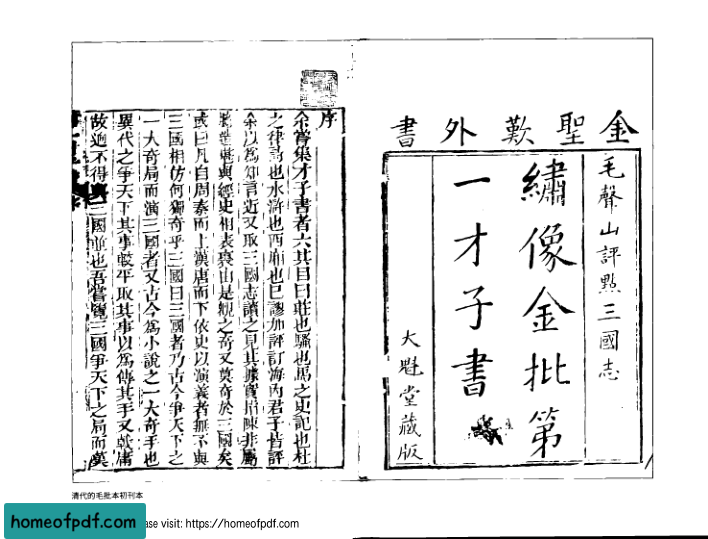 金聖歎外書
毛聲山評點三國志
繡像金批第
一才子書
大魁堂藏版
序
余嘗集才子書者六其目曰莊也騷也馬之史記也杜
之律詩也水滸也西廂也已謬加評訂海內君子皆許
余以為知言近又取三國志讀之見其據實指陳非屬
臆造堪與經史相表裏由是觀之奇又莫奇於三國矣
或曰凡自周秦而上漢唐而下依史以演義者無不與
三國相仿何獨奇乎三國曰三國者乃古今爭天下之
一大奇局而演三國者又古今為小說之一大奇手也
異代之爭天下其事較平取其事以為傳其手又較庸
故迥不得與三國並也吾嘗覽三國爭天下之局而嘆
清代的毛批本初刊本
homeofpdf.com
ase visit: https://homeofpdf.com